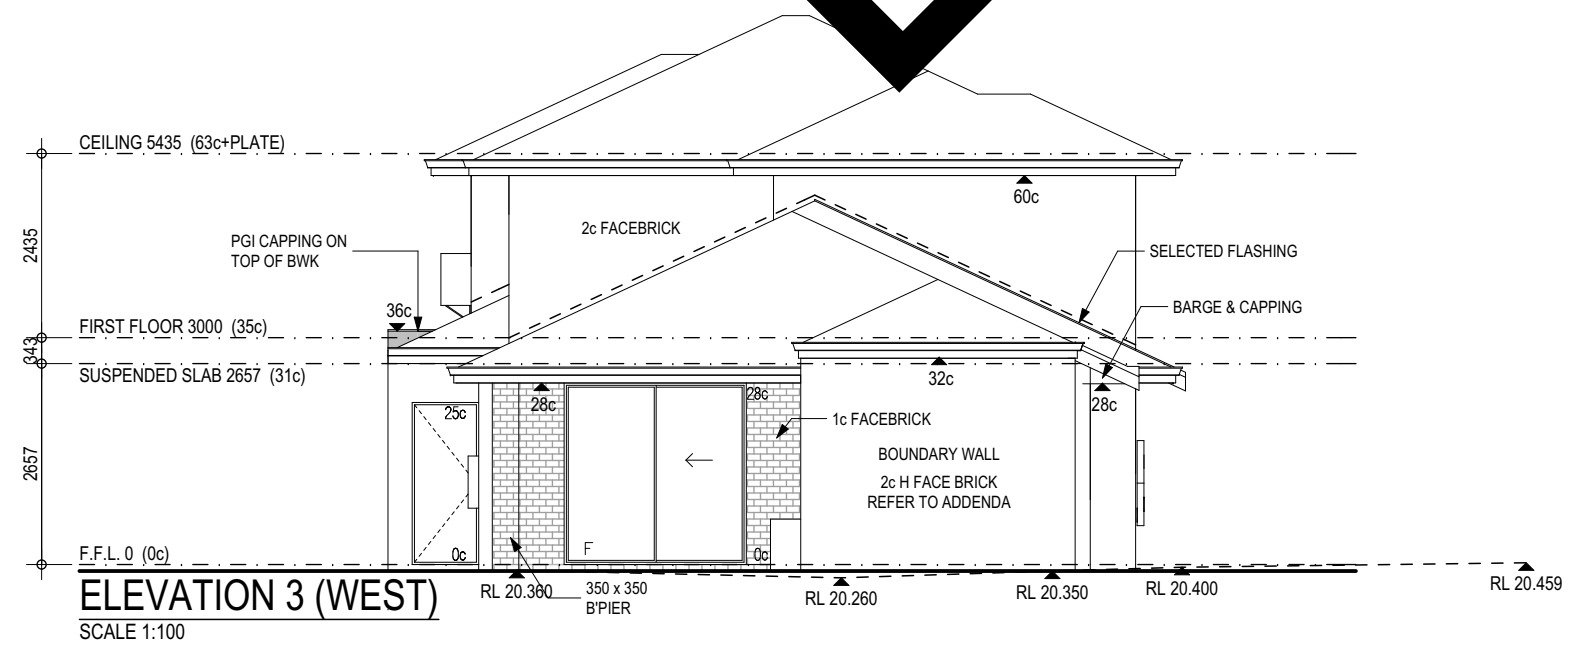 CEILING 5435 (63c+PLATE)
60c
2c FACEBRICK
2435
PGI CAPPING ON
TOP OF BWK
SELECTED FLASHING
BARGE & CAPPING
36c
FIRST FLOOR 3000 (35c)
343
SUSPENDED SLAB 2657 (31c)
32c
28c
28c
28c
25c
1c FACEBRICK
BOUNDARY WALL
2c H FACE BRICK
REFER TO ADDENDA
2657
F
F.F.L. 0 (0c)
0c
0c
ELEVATION 3 (WEST)
SCALE 1:100
RL 20.360
350 x 350
B'PIER
RL 20.260
RL 20.350
RL 20.400
RL 20.459